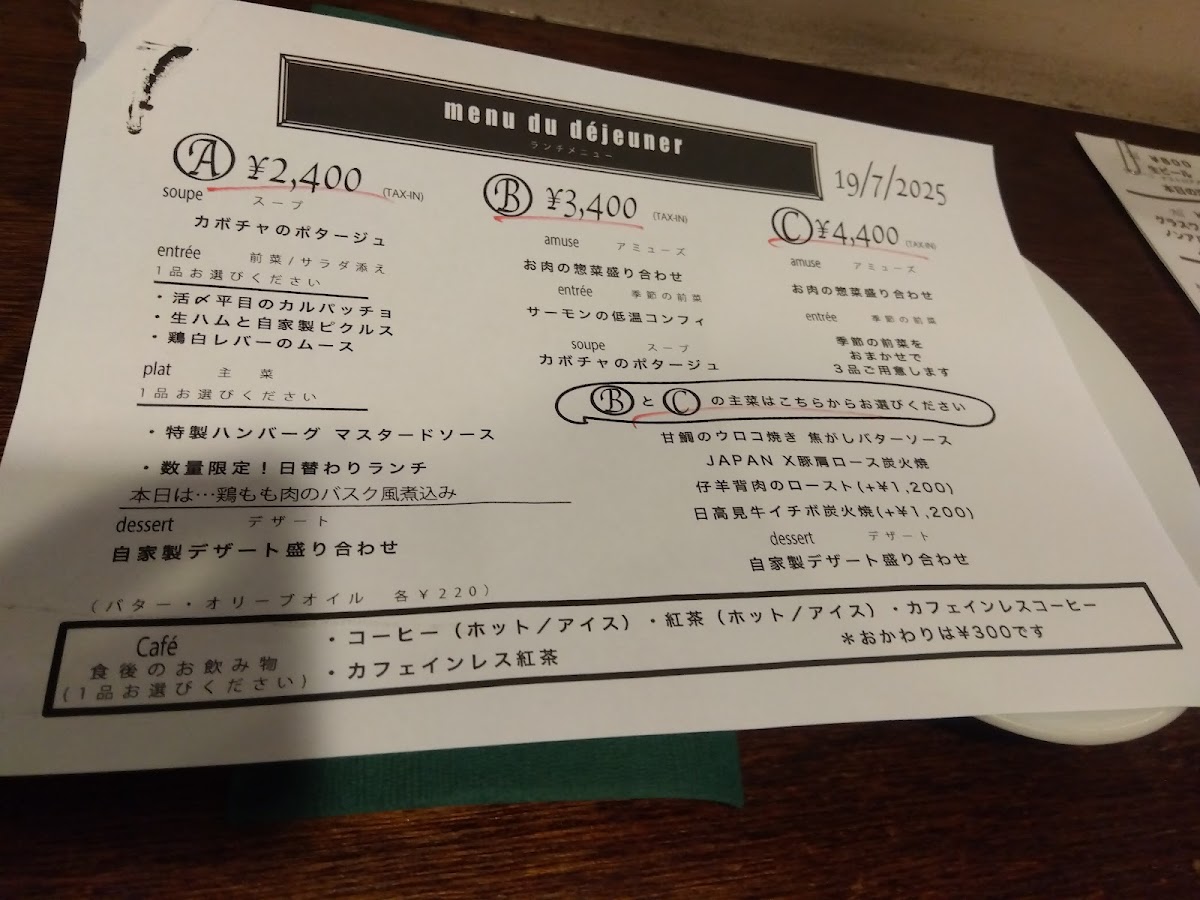 7
menu du déjeuner
ランチメニュー
19/7/2025
A ¥2,400 (TAX-IN)
soupe スープ
カボチャのポタージュ
entrée 前菜/サラダ添え
1品お選びください
・活〆平目のカルパッチョ
・生ハムと自家製ピクルス
・鶏白レバーのムース
plat 主菜
1品お選びください
・特製ハンバーグ マスタードソース
・数量限定！日替わりランチ
本日は…鶏もも肉のバスク風煮込み
dessert デザート
自家製デザート盛り合わせ
B ¥3,400 (TAX-IN)
amuse アミューズ
お肉の惣菜盛り合わせ
entrée 季節の前菜
サーモンの低温コンフィ
soupe スープ
カボチャのポタージュ
C ¥4,400 (TAX-IN)
amuse アミューズ
お肉の惣菜盛り合わせ
entrée 季節の前菜
季節の前菜を
おまかせで
3品ご用意します
BとCの主菜はこちらからお選びください
甘鯛のウロコ焼き 焦がしバターソース
JAPAN X豚肩ロース炭火焼
仔羊背肉のロースト(+¥1,200)
日高見牛イチボ炭火焼(+¥1,200)
dessert デザート
自家製デザート盛り合わせ
(バター・オリーブオイル 各¥220)
Café
食後のお飲み物
(1品お選びください)
・コーヒー（ホット／アイス）・紅茶（ホット／アイス）・カフェインレスコーヒー
・カフェインレス紅茶
＊おかわりは¥300です
¥800
生ビール